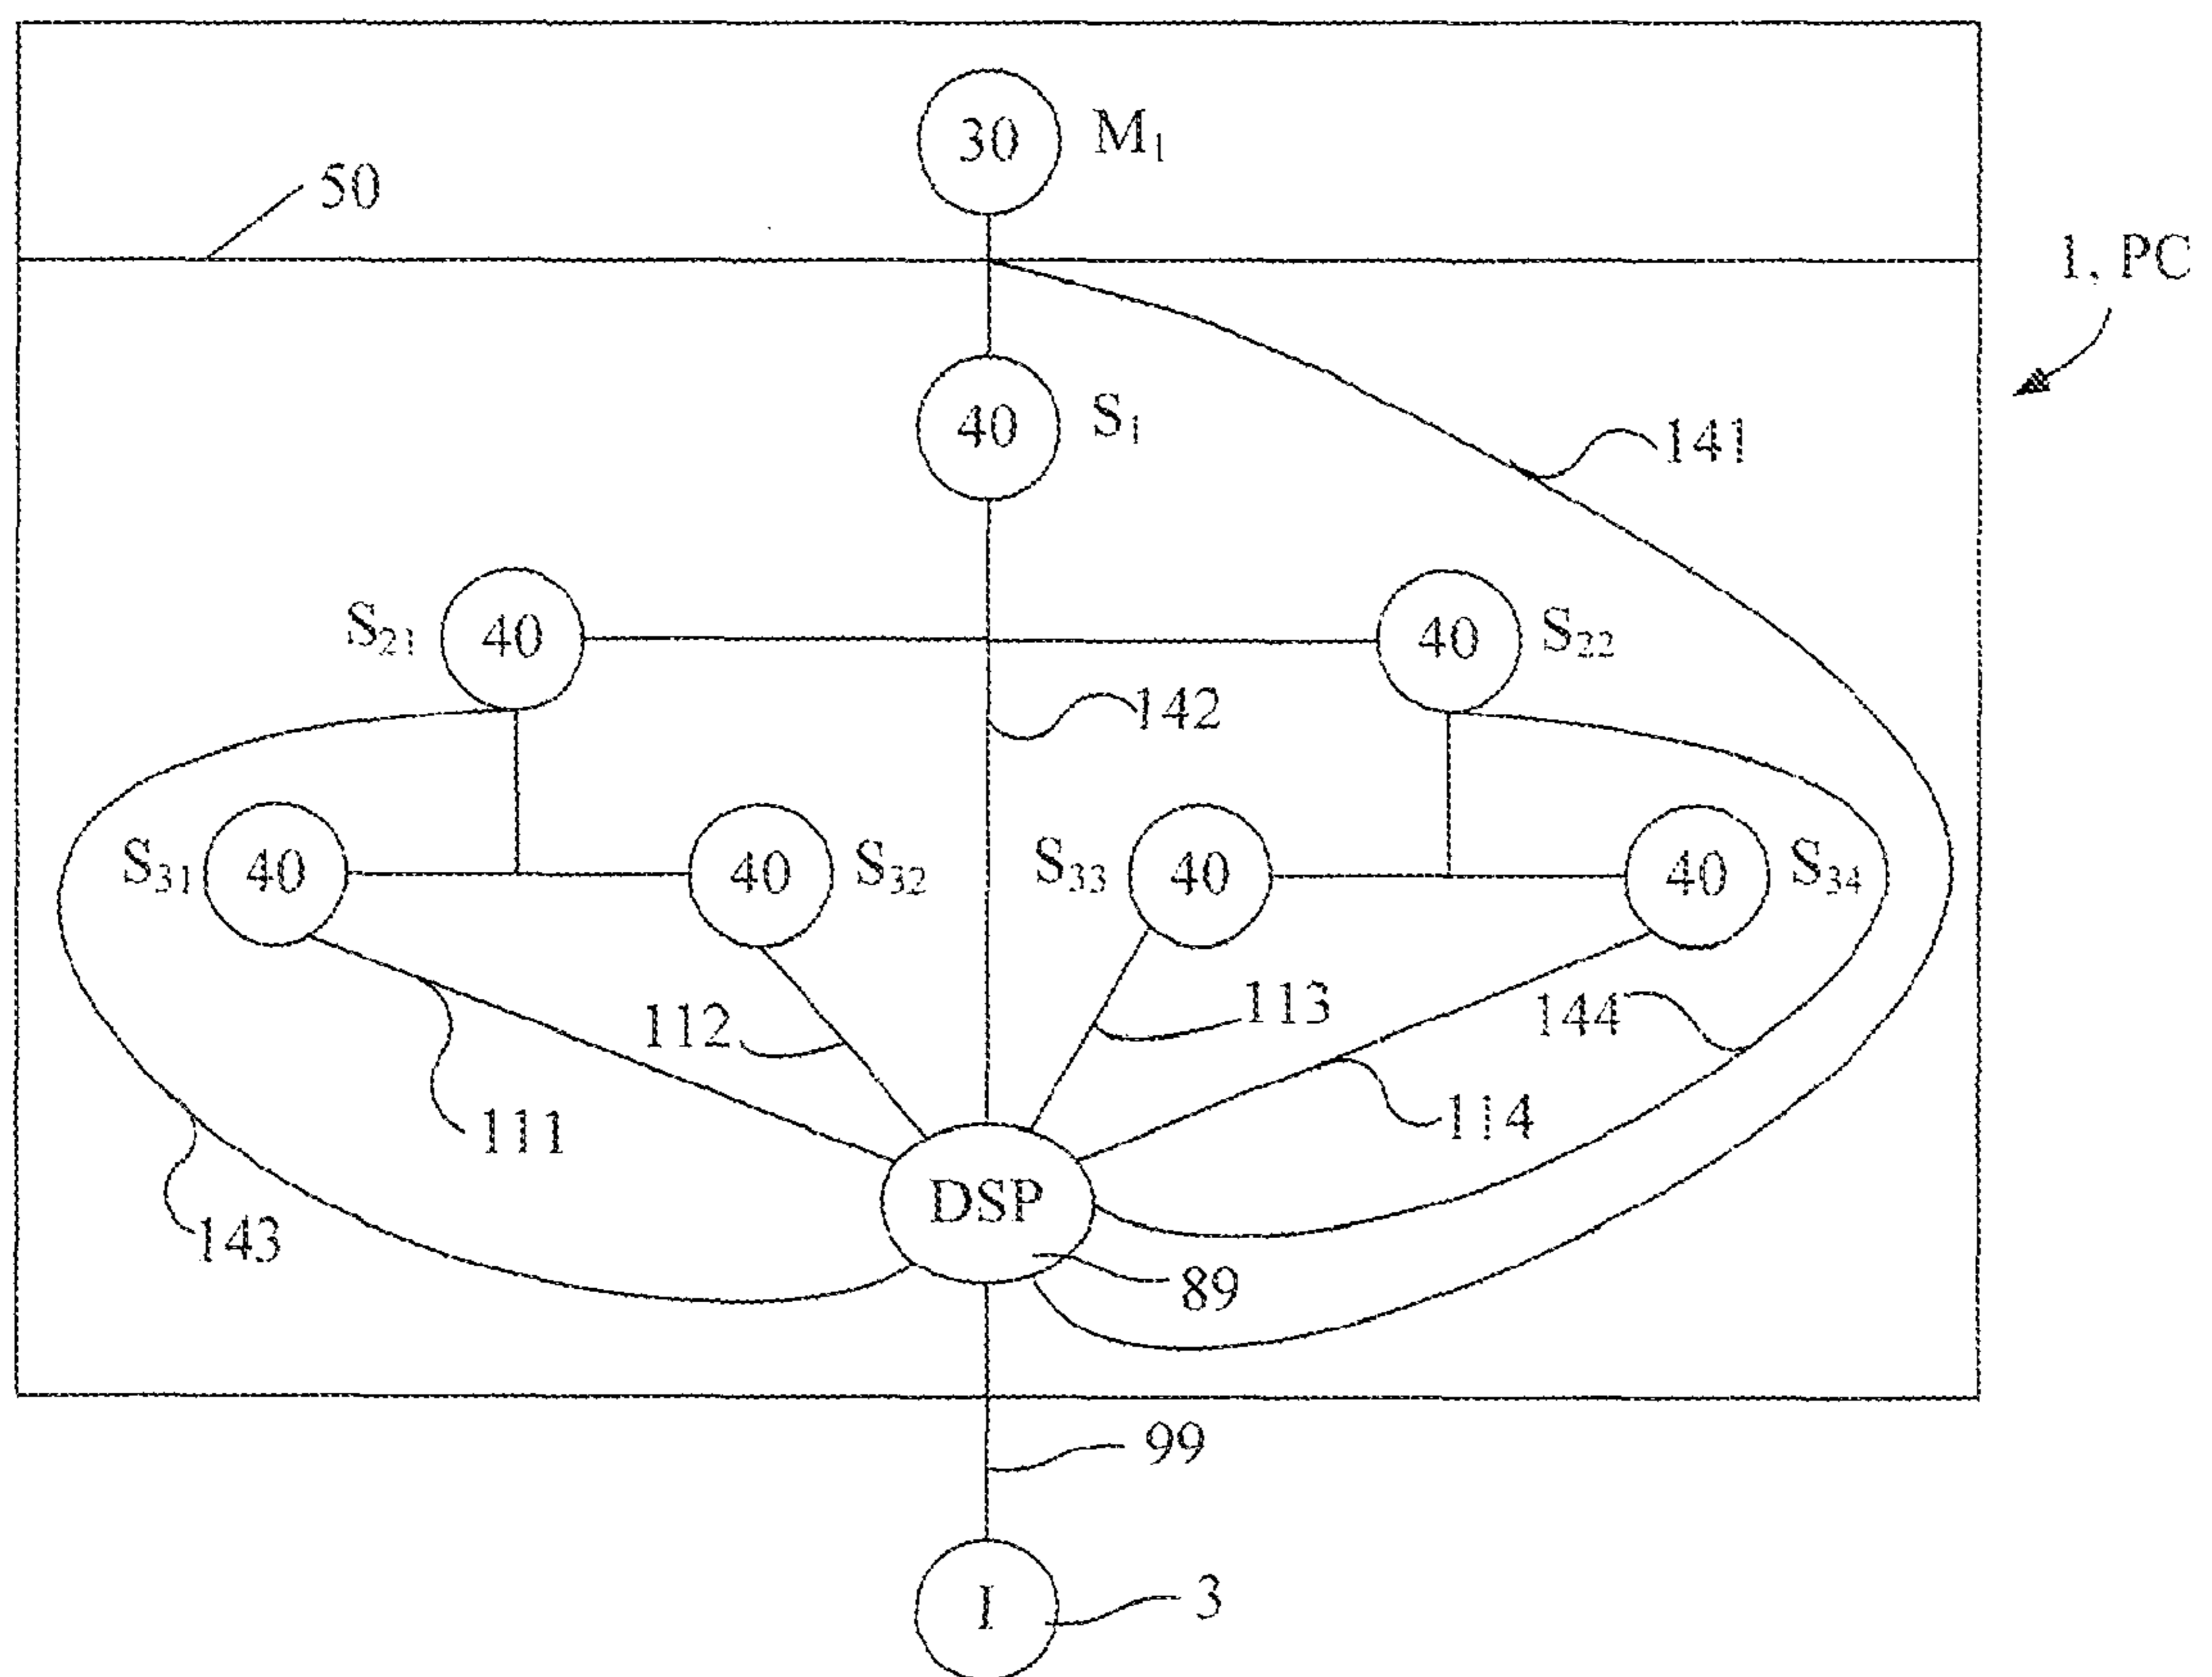 30 M₁
50
1, PC
40 S₁
141
S₂₁ 40
40 S₂₂
142
S₃₁ 40
40 S₃₂
S₃₃ 40
40 S₃₄
112
113
144
111
114
DSP
143
89
99
I
3